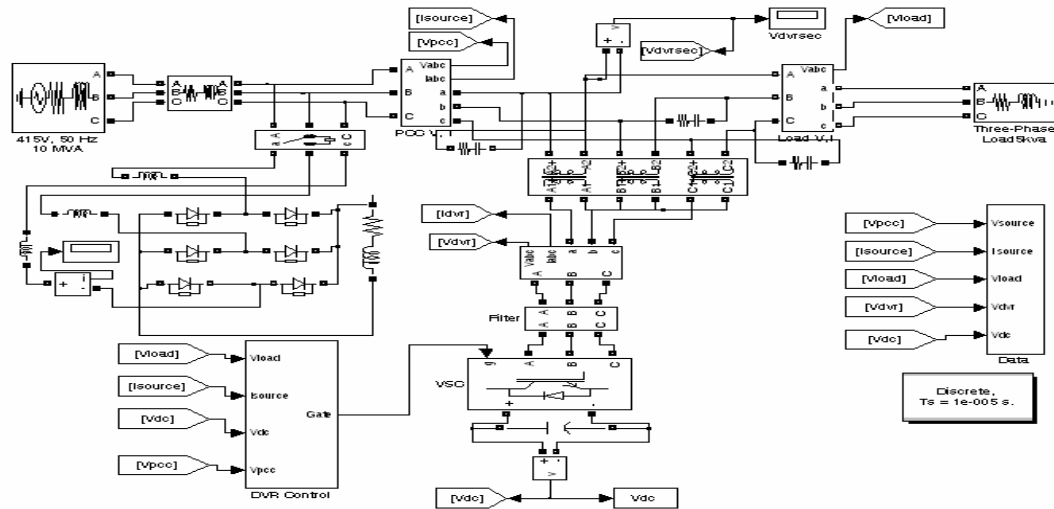 [Isource]
[Vpcc]
[Vload]
Vdvrsec
[Vdvrsec]
A
B
C
A
B
C
A
B
C
A
B
C
Vabc
Iabc
a
b
c
PCC V, I
415V, 50 Hz
10 MVA
a A
c C
Vabc
A
B
C
a
b
c
Load V,I
A
B
C
Three-Phase
Load5kva
[Idvr]
[Vdvr]
Vabc
Iabc
a
b
c
A
B
C
Filter
A
B
C
A
B
C
VSC
g
A
B
C
+
-
[Vload]
[Isource]
[Vdc]
[Vpcc]
Vload
Isource
Vdc
Vpcc
Gate
DVR Control
[Vdc]
Vdc
[Vpcc]
[Isource]
[Vload]
[Vdvr]
[Vdc]
Vsource
Isource
Vload
Vdvr
Vdc
Data
Discrete,
Ts = 1e-005 s.